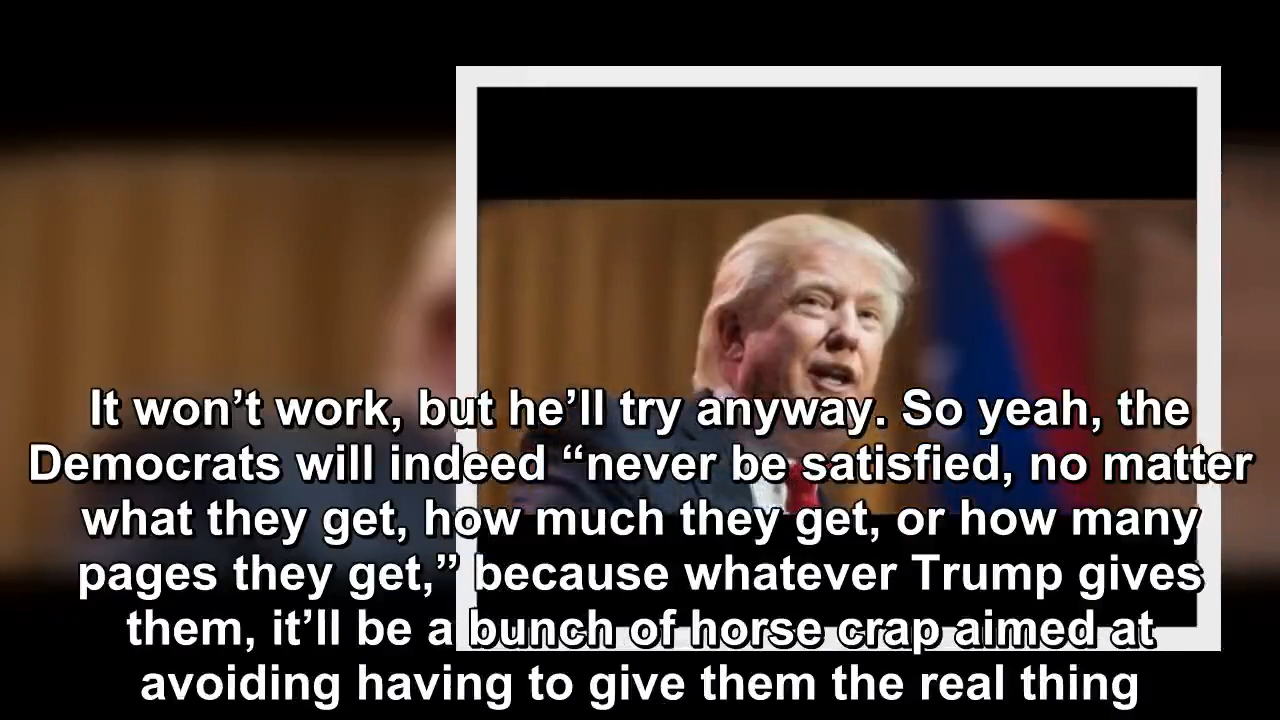 It won’t work, but he’ll try anyway. So yeah, the
Democrats will indeed “never be satisfied, no matter
what they get, how much they get, or how many
pages they get,” because whatever Trump gives
them, it’ll be a bunch of horse crap aimed at
avoiding having to give them the real thing